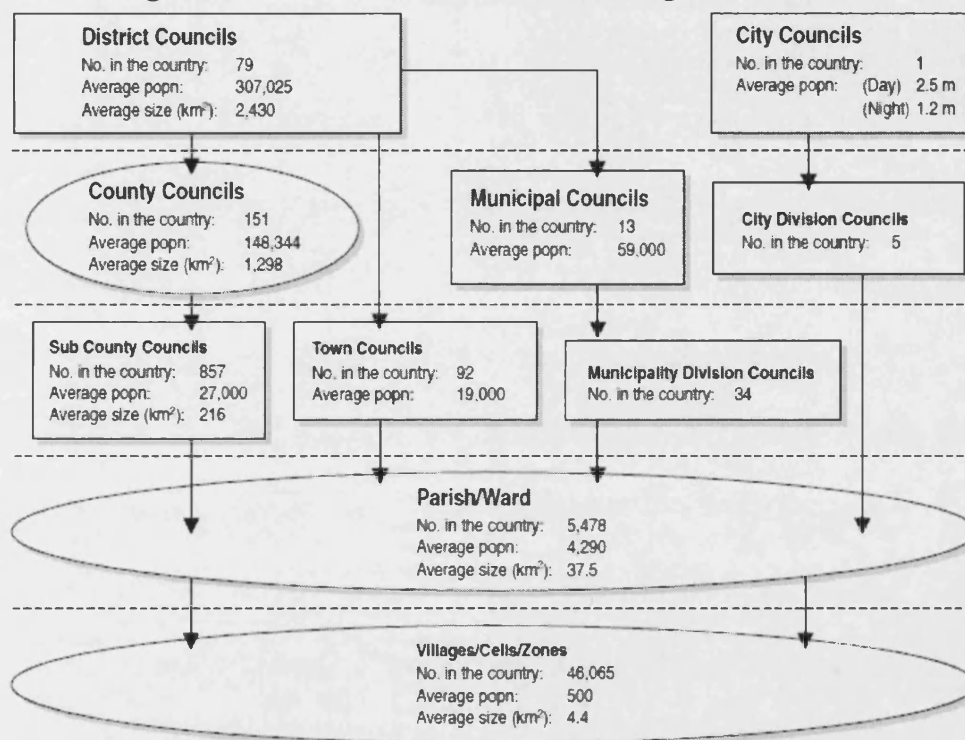 District Councils
No. in the country: 79
Average popn: 307,025
Average size (km²): 2,430
City Councils
No. in the country: 1
Average popn: (Day) 2.5 m
(Night) 1.2 m
County Councils
No. in the country: 151
Average popn: 148,344
Average size (km²): 1,298
Municipal Councils
No. in the country: 13
Average popn: 59,000
City Division Councils
No. in the country: 5
Sub County Councils
No. in the country: 857
Average popn: 27,000
Average size (km²): 216
Town Councils
No. in the country: 92
Average popn: 19,000
Municipality Division Councils
No. in the country: 34
Parish/Ward
No. in the country: 5,478
Average popn: 4,290
Average size (km²): 37.5
Villages/Cells/Zones
No. in the country: 46,065
Average popn: 500
Average size (km²): 4.4